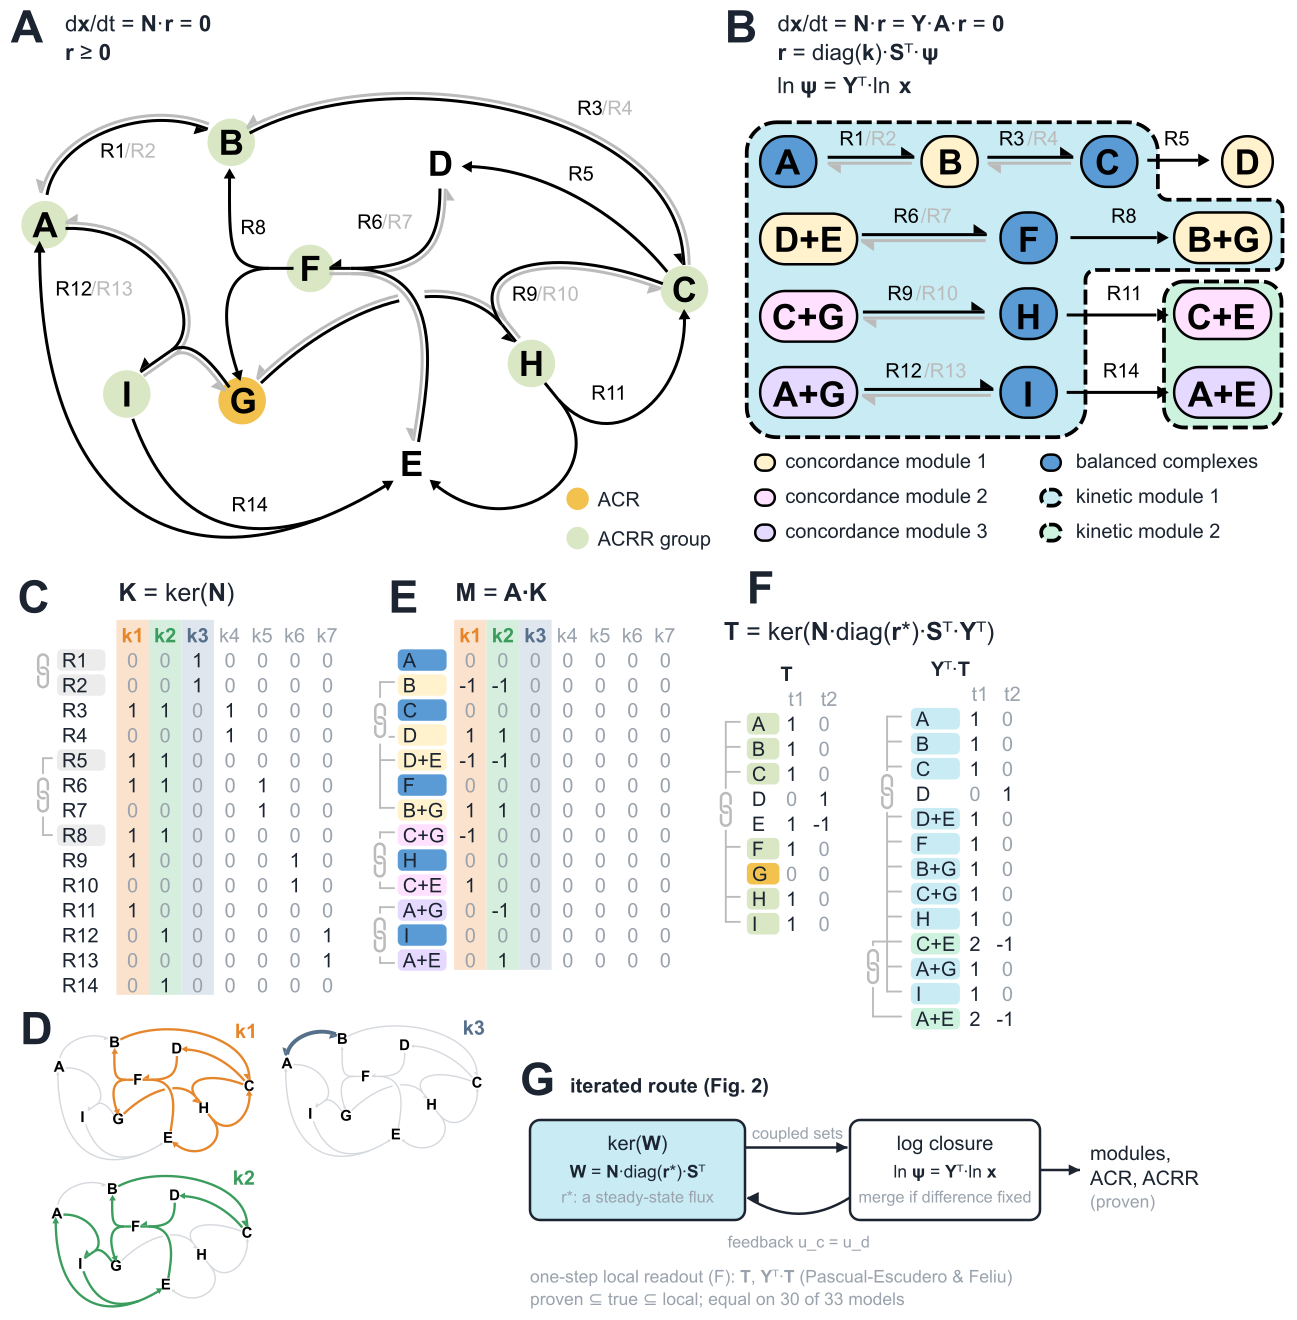 A
dx/dt = N·r = 0
r ≥ 0
B
C
D
A
F
H
I
G
E
R1/R2
R3/R4
R5
R6/R7
R8
R9/R10
R11
R12/R13
R14
ACR
ACRR group
B
dx/dt = N·r = Y·A·r = 0
r = diag(k)·Sᵀ·ψ
ln ψ = Yᵀ·ln x
A R1/R2 B R3/R4 C R5 D
D+E R6/R7 F R8 B+G
C+G R9/R10 H R11 C+E
A+G R12/R13 I R14 A+E
concordance module 1
concordance module 2
concordance module 3
balanced complexes
kinetic module 1
kinetic module 2
C
K = ker(N)
k1 k2 k3 k4 k5 k6 k7
R1 0 0 1 0 0 0 0
R2 0 0 1 0 0 0 0
R3 1 1 0 1 0 0 0
R4 0 0 0 1 0 0 0
R5 1 1 0 0 0 0 0
R6 1 1 0 0 1 0 0
R7 0 0 0 0 1 0 0
R8 1 1 0 0 0 0 0
R9 1 0 0 0 0 1 0
R10 0 0 0 0 0 1 0
R11 1 0 0 0 0 0 0
R12 0 1 0 0 0 0 1
R13 0 0 0 0 0 0 1
R14 0 1 0 0 0 0 0
E
M = A·K
k1 k2 k3 k4 k5 k6 k7
A 0 0 0 0 0 0 0
B -1 -1 0 0 0 0 0
C 0 0 0 0 0 0 0
D 1 1 0 0 0 0 0
D+E -1 -1 0 0 0 0 0
F 0 0 0 0 0 0 0
B+G 1 1 0 0 0 0 0
C+G -1 0 0 0 0 0 0
H 0 0 0 0 0 0 0
C+E 1 0 0 0 0 0 0
A+G 0 -1 0 0 0 0 0
I 0 0 0 0 0 0 0
A+E 0 1 0 0 0 0 0
F
T = ker(N·diag(r*)·Sᵀ·Yᵀ)
T
t1 t2
A 1 0
B 1 0
C 1 0
D 0 1
E 1 -1
F 1 0
G 0 0
H 1 0
I 1 0
Yᵀ·T
t1 t2
A 1 0
B 1 0
C 1 0
D 0 1
D+E 1 0
F 1 0
B+G 1 0
C+G 1 0
H 1 0
C+E 2 -1
A+G 1 0
I 1 0
A+E 2 -1
D
k1
A
B
D
F
C
I
G
H
E
k3
A
B
D
F
C
I
G
H
E
k2
A
B
D
F
C
I
G
H
E
G
iterated route (Fig. 2)
ker(W)
W = N·diag(r*)·Sᵀ
r*: a steady-state flux
coupled sets
log closure
ln ψ = Yᵀ·ln x
merge if difference fixed
feedback u_c = u_d
modules,
ACR, ACRR
(proven)
one-step local readout (F): T, Yᵀ·T (Pascual-Escudero & Feliu)
proven ⊆ true ⊆ local; equal on 30 of 33 models